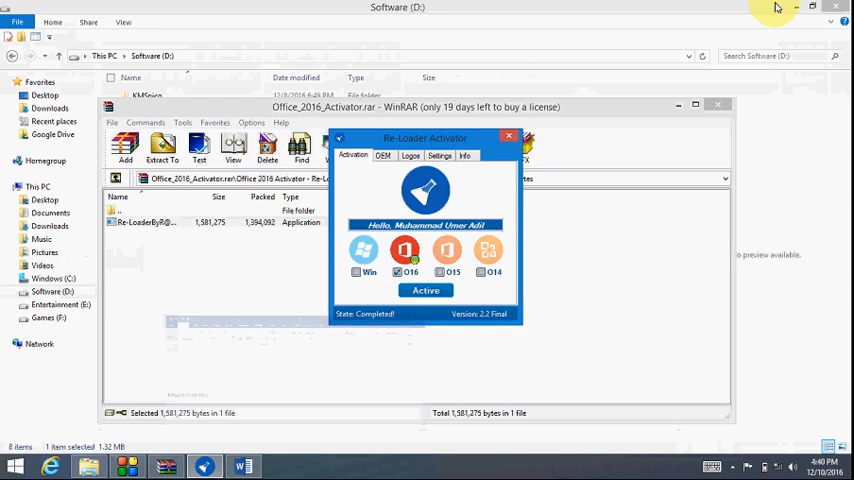 Software (D:)
File Home Share View
This PC Software (D:) Search Software (D:)
Favorites
Desktop
Downloads
Recent places
Google Drive
Homegroup
This PC
Desktop
Documents
Downloads
Music
Pictures
Videos
Windows (C:)
Software (D:)
Entertainment (E:)
Games (F:)
Network
Name Date modified Type Size
KMSpico 12/8/2016 6:49 PM File folder
Office_2016_Activator.rar - WinRAR (only 19 days left to buy a license)
File Commands Tools Favorites Options Help
Add Extract To Test View Delete Find
Office_2016_Activator.rar\Office 2016 Activator - Re-L
Name Size Packed Type
.. File folder
Re-LoaderByR@... 1,581,275 1,394,092 Application
Selected 1,581,275 bytes in 1 file Total 1,581,275 bytes in 1 file
Re-Loader Activator
Activation OEM Logos Settings Info
Hello, Muhammad Umer Adil
Win O16 O15 O14
Active
State: Completed! Version: 2.2 Final
o preview available.
8 items 1 item selected 1.32 MB
4:40 PM
12/10/2016